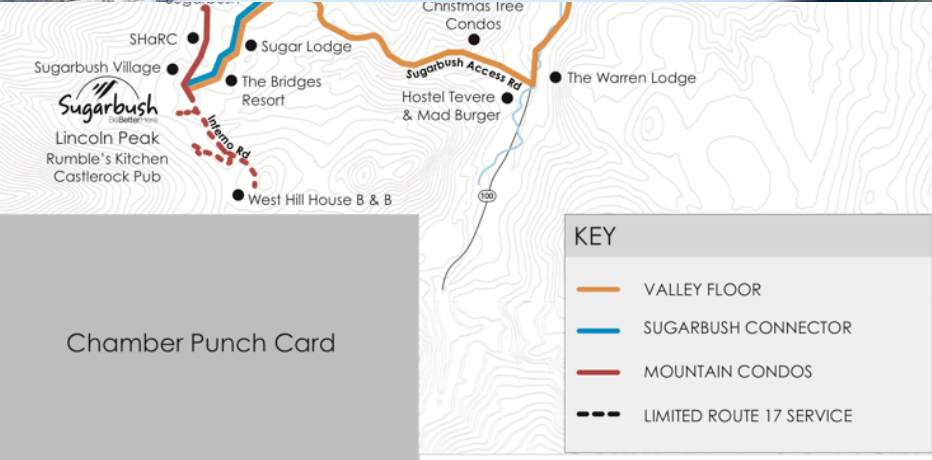 Christmas Tree
Condos
SHaRC
Sugar Lodge
Sugarbush Village
Sugarbush Access Rd
The Warren Lodge
The Bridges
Resort
Hostel Tevere
& Mad Burger
Sugarbush
BeBetterHere
Inferno Rd
Lincoln Peak
Rumble's Kitchen
Castlerock Pub
West Hill House B & B
100
KEY
VALLEY FLOOR
SUGARBUSH CONNECTOR
MOUNTAIN CONDOS
LIMITED ROUTE 17 SERVICE
Chamber Punch Card